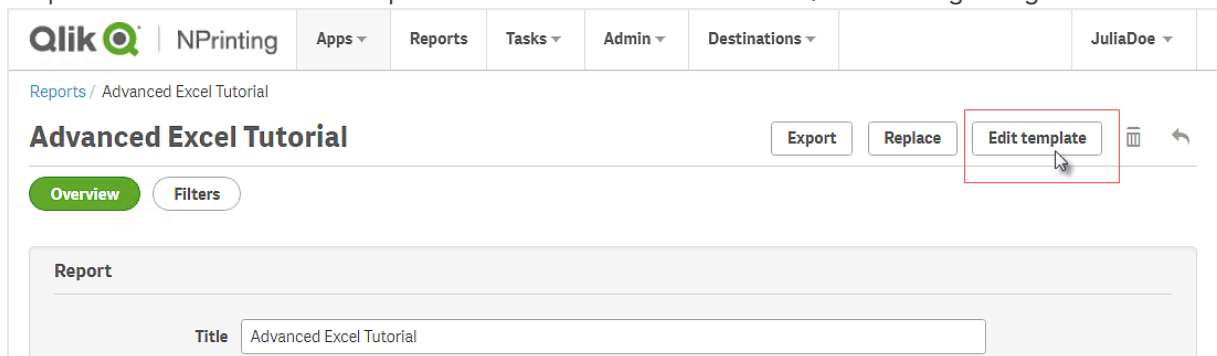 Qlik NPrinting Apps Reports Tasks Admin Destinations JuliaDoe
Reports / Advanced Excel Tutorial
Advanced Excel Tutorial Export Replace Edit template
Overview Filters
Report
Title Advanced Excel Tutorial